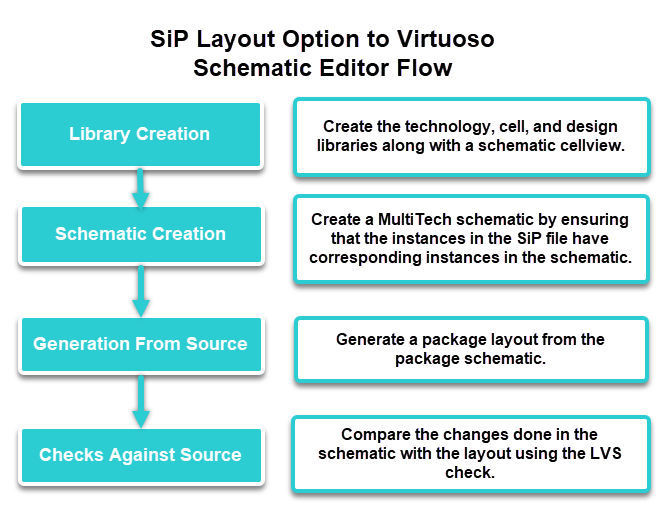 SiP Layout Option to Virtuoso
Schematic Editor Flow
Library Creation
Create the technology, cell, and design
libraries along with a schematic cellview.
Schematic Creation
Create a MultiTech schematic by ensuring
that the instances in the SiP file have
corresponding instances in the schematic.
Generation From Source
Generate a package layout from the
package schematic.
Checks Against Source
Compare the changes done in the
schematic with the layout using the LVS
check.